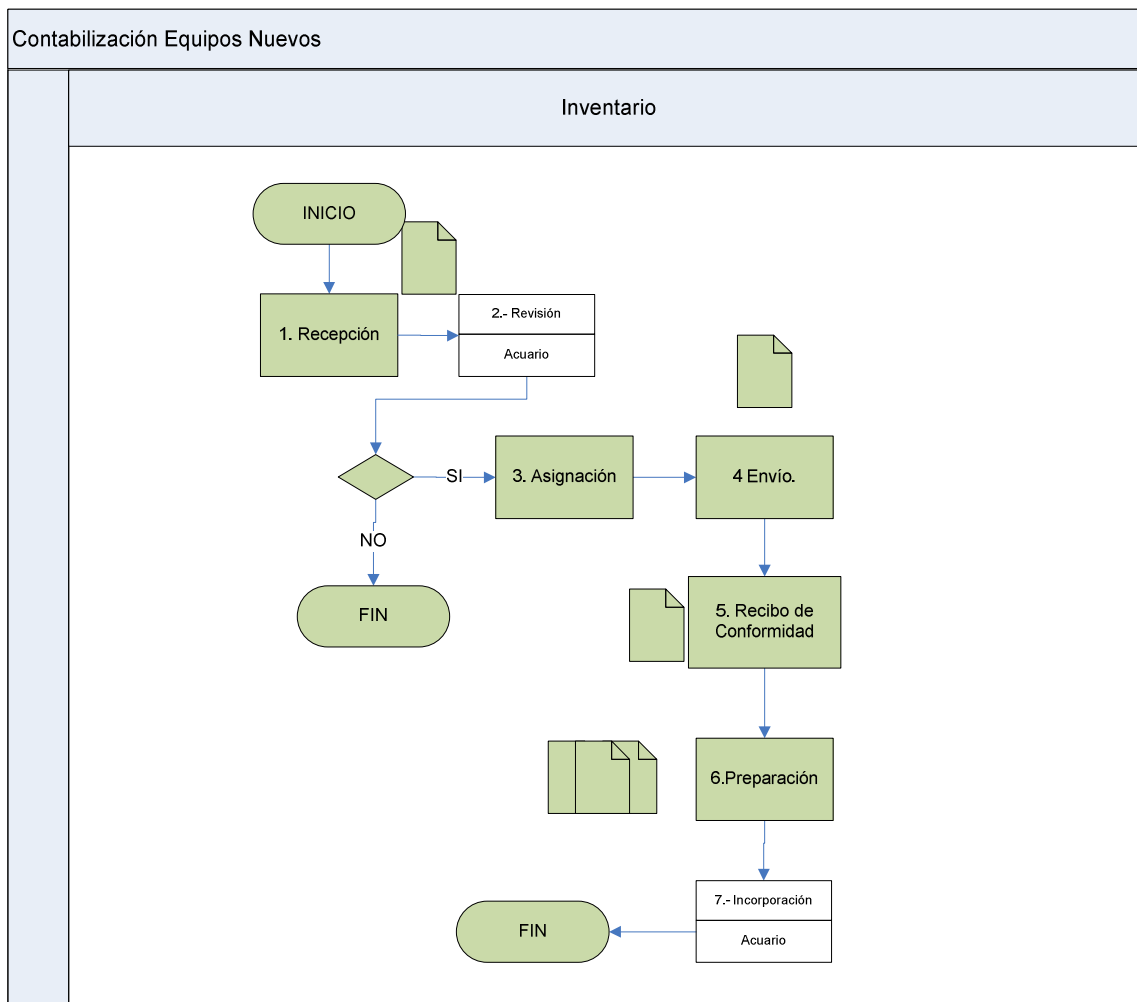 Contabilización Equipos Nuevos
Inventario
INICIO
1. Recepción
2.- Revisión
Acuario
SI
3. Asignación
4 Envío.
NO
FIN
5. Recibo de
Conformidad
6.Preparación
7.- Incorporación
Acuario
FIN